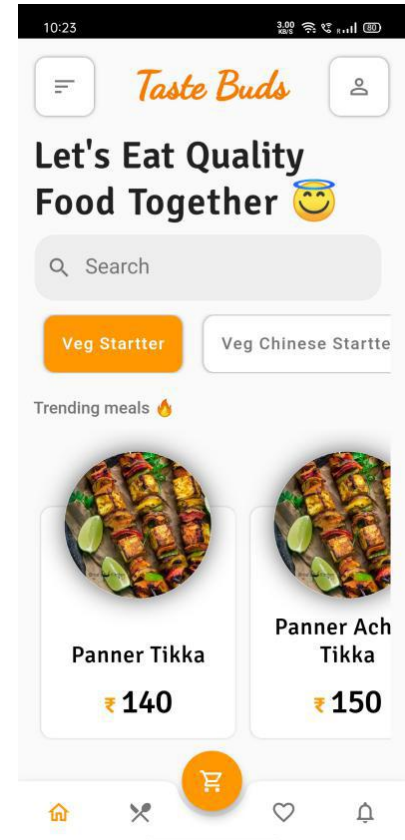 10:23
3.00
KB/S
R
80
Taste Buds
Let's Eat Quality
Food Together 😇
Search
Veg Startter
Veg Chinese Startte
Trending meals 🔥
Panner Tikka
₹ 140
Panner Ach
Tikka
₹ 150